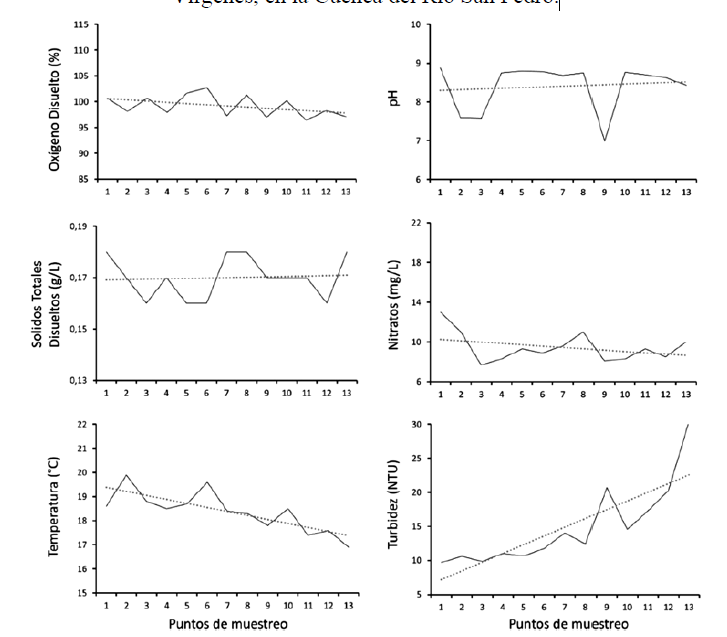 Vírgenes, en la Cuenca del Río San Pedro.
115
110
105
100
95
90
85
Oxígeno Disuelto (%)
1 2 3 4 5 6 7 8 9 10 11 12 13
9
8
7
6
pH
1 2 3 4 5 6 7 8 9 10 11 12 13
0,19
0,17
0,15
0,13
Solidos Totales
Disueltos (g/L)
1 2 3 4 5 6 7 8 9 10 11 12 13
22
18
14
10
6
Nitratos (mg/L)
1 2 3 4 5 6 7 8 9 10 11 12 13
22
21
20
19
18
17
16
15
Temperatura (°C)
1 2 3 4 5 6 7 8 9 10 11 12 13
Puntos de muestreo
30
25
20
15
10
5
Turbidez (NTU)
1 2 3 4 5 6 7 8 9 10 11 12 13
Puntos de muestreo